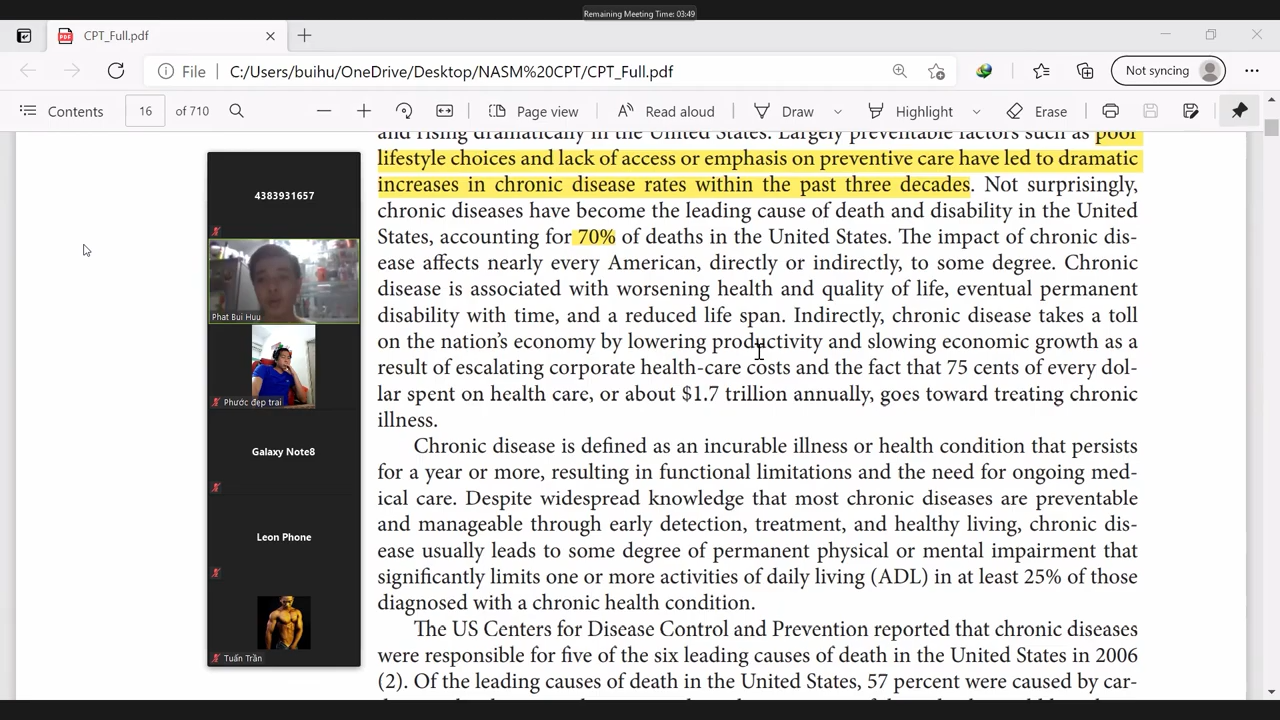 Remaining Meeting Time: 03:49
CPT_Full.pdf
File C:/Users/buihu/OneDrive/Desktop/NASM%20CPT/CPT_Full.pdf Not syncing
Contents 16 of 710 Page view Read aloud Draw Highlight Erase
and rising dramatically in the United States. Largely preventable factors such as poor
lifestyle choices and lack of access or emphasis on preventive care have led to dramatic
increases in chronic disease rates within the past three decades. Not surprisingly,
chronic diseases have become the leading cause of death and disability in the United
States, accounting for 70% of deaths in the United States. The impact of chronic dis-
ease affects nearly every American, directly or indirectly, to some degree. Chronic
disease is associated with worsening health and quality of life, eventual permanent
disability with time, and a reduced life span. Indirectly, chronic disease takes a toll
on the nation's economy by lowering productivity and slowing economic growth as a
result of escalating corporate health-care costs and the fact that 75 cents of every dol-
lar spent on health care, or about $1.7 trillion annually, goes toward treating chronic
illness.
Chronic disease is defined as an incurable illness or health condition that persists
for a year or more, resulting in functional limitations and the need for ongoing med-
ical care. Despite widespread knowledge that most chronic diseases are preventable
and manageable through early detection, treatment, and healthy living, chronic dis-
ease usually leads to some degree of permanent physical or mental impairment that
significantly limits one or more activities of daily living (ADL) in at least 25% of those
diagnosed with a chronic health condition.
The US Centers for Disease Control and Prevention reported that chronic diseases
were responsible for five of the six leading causes of death in the United States in 2006
(2). Of the leading causes of death in the United States, 57 percent were caused by car-
4383931657
Phat Bui Huu
Phước đẹp trai
Galaxy Note8
Leon Phone
Tuấn Trần